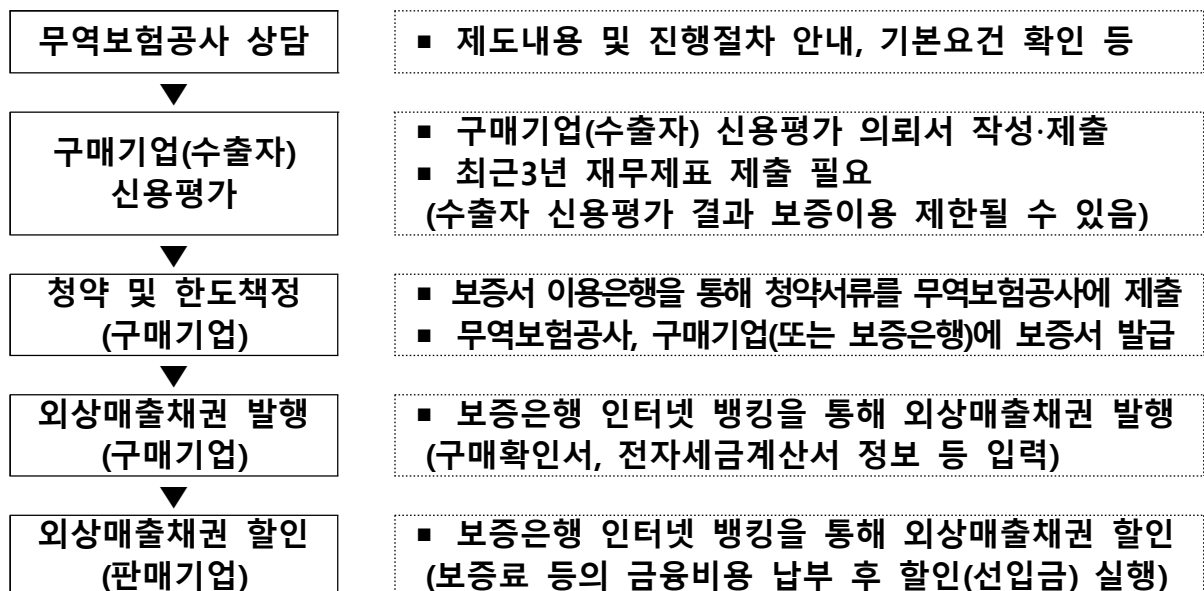 무역보험공사 상담
▪ 제도내용 및 진행절차 안내, 기본요건 확인 등
▼
구매기업(수출자)
신용평가
▪ 구매기업(수출자) 신용평가 의뢰서 작성·제출
▪ 최근3년 재무제표 제출 필요
(수출자 신용평가 결과 보증이용 제한될 수 있음)
▼
청약 및 한도책정
(구매기업)
▪ 보증서 이용은행을 통해 청약서류를 무역보험공사에 제출
▪ 무역보험공사, 구매기업(또는 보증은행)에 보증서 발급
▼
외상매출채권 발행
(구매기업)
▪ 보증은행 인터넷 뱅킹을 통해 외상매출채권 발행
(구매확인서, 전자세금계산서 정보 등 입력)
▼
외상매출채권 할인
(판매기업)
▪ 보증은행 인터넷 뱅킹을 통해 외상매출채권 할인
(보증료 등의 금융비용 납부 후 할인(선입금) 실행)